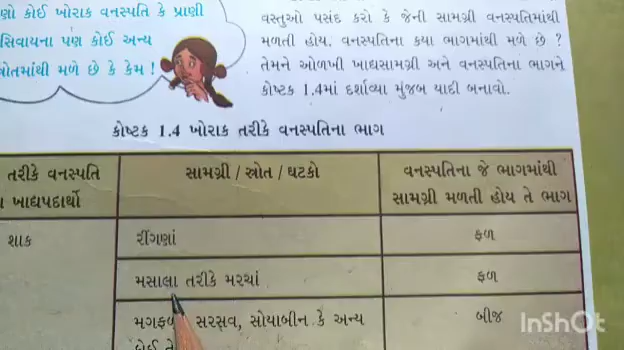 ણો કોઈ ખોરાક વનસ્પતિ કે પ્રાણી
સિવાયના પણ કોઈ અન્ય
ોતમાંથી મળે છે કે કેમ !
વસ્તુઓ પસંદ કરો કે જેની સામગ્રી વનસ્પતિમાંથી
મળતી હોય. વનસ્પતિના કયા ભાગમાંથી મળે છે ?
તેમને ઓળખી ખાદ્યસામગ્રી અને વનસ્પતિના ભાગને
કોષ્ટક 1.4માં દર્શાવ્યા મુંજબ યાદી બનાવો.
કોષ્ટક 1.4 ખોરાક તરીકે વનસ્પતિના ભાગ
તરીકે વનસ્પતિ
ખાદ્યપદાર્થો
સામગ્રી / સ્રોત / ઘટકો
વનસ્પતિના જે ભાગમાંથી
સામગ્રી મળતી હોય તે ભાગ
શાક
રીંગણાં
ફળ
મસાલા તરીકે મરચાં
ફળ
સરસવ, સોયાબીન કે અન્ય
બીજ
InShOt